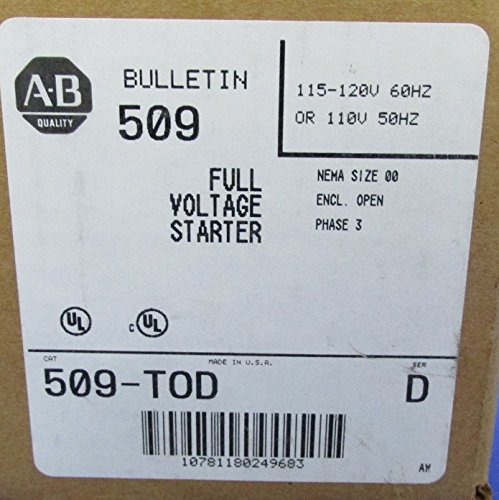 A-B
QUALITY
BULLETIN
509
115-120V 60HZ
OR 110V 50HZ
FULL
VOLTAGE
STARTER
NEMA SIZE 00
ENCL. OPEN
PHASE 3
UL
C UL
CAT
MADE IN U.S.A.
SER
509-TOD
D
10781180249683
AM